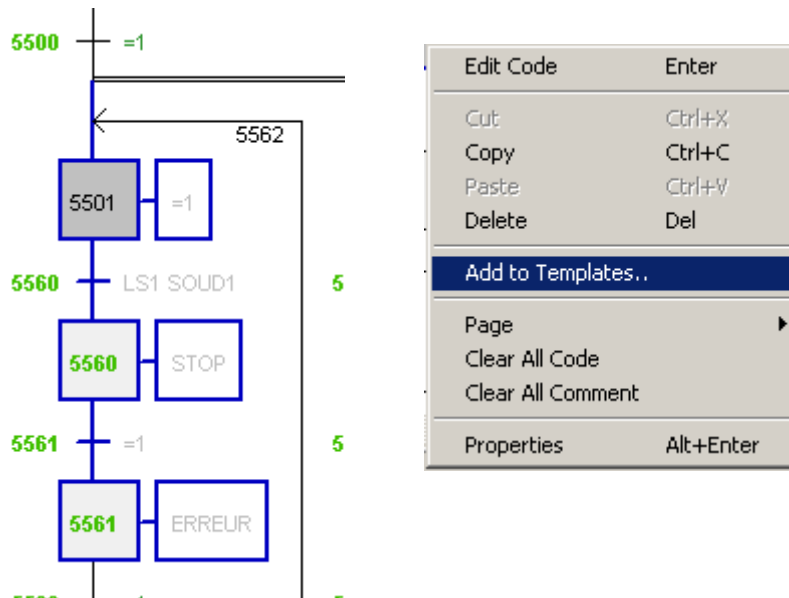 5500 =1
5562
5501 =1
5560 LS1 SOUD1 5
5560 STOP
5561 =1 5
5561 ERREUR
Edit Code Enter
Cut Ctrl+X
Copy Ctrl+C
Paste Ctrl+V
Delete Del
Add to Templates..
Page
Clear All Code
Clear All Comment
Properties Alt+Enter